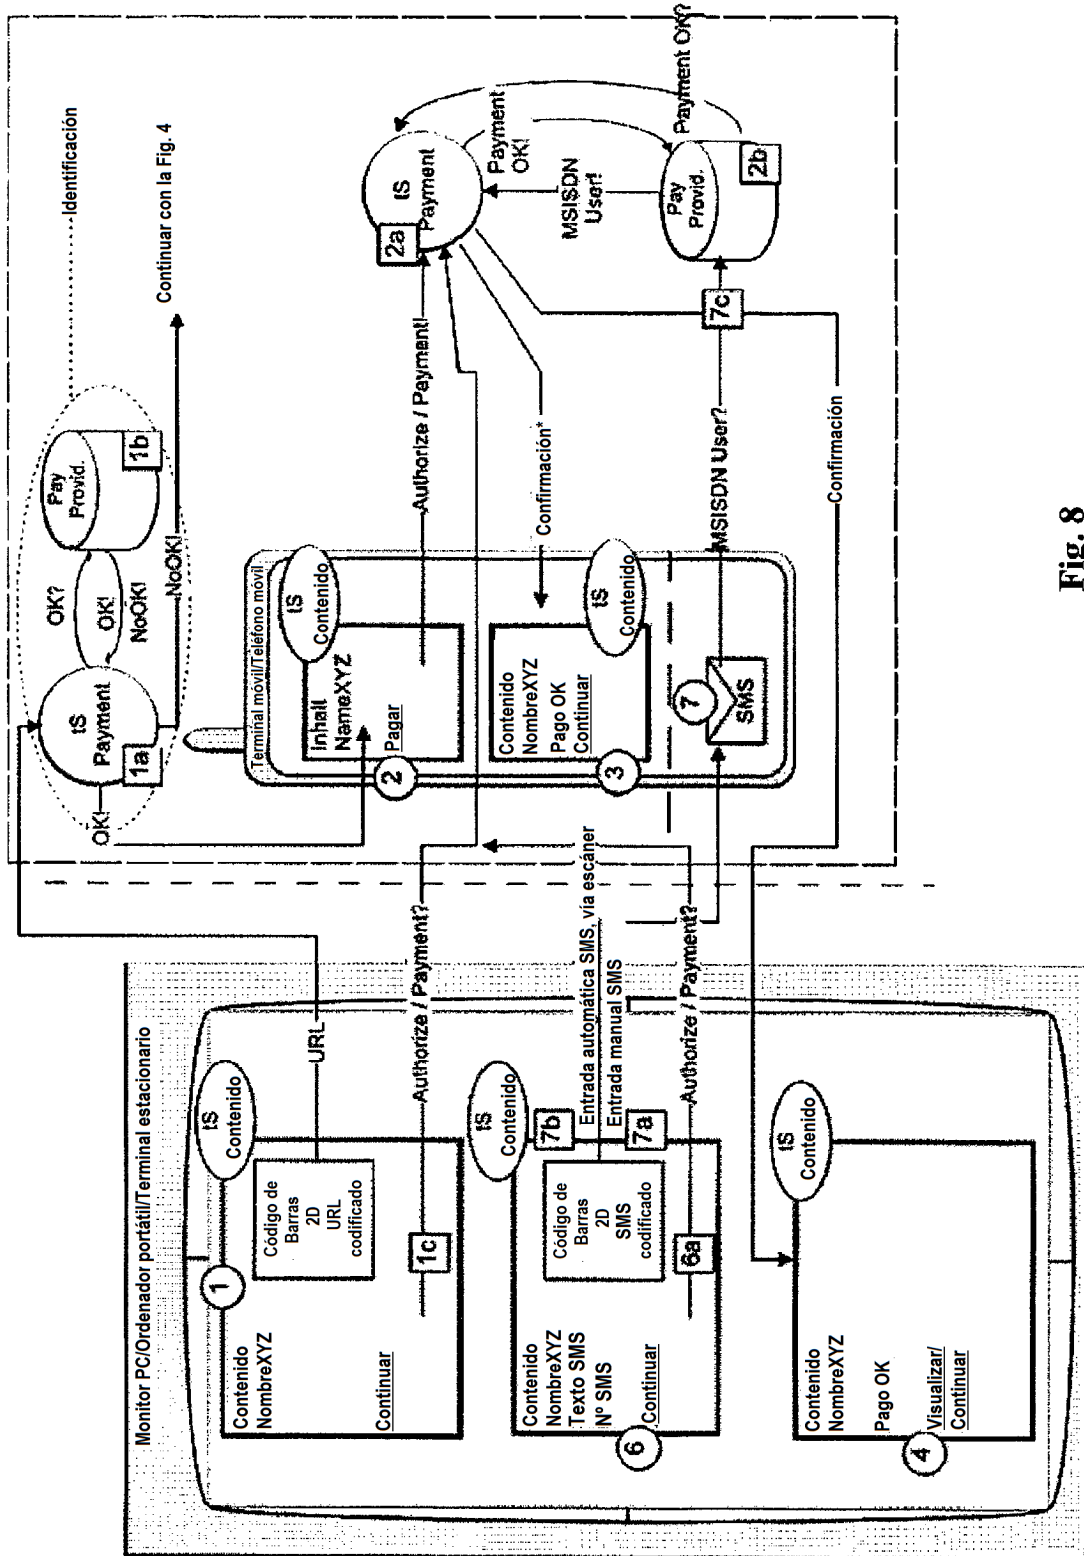 Monitor PC/Ordenador portátil/Terminal estacionario
1
tS
Contenido
Contenido
NombreXYZ
Código de
Barras
2D
URL
codificado
Continuar
1c
URL
Authorize / Payment?
6
tS
Contenido
Contenido
NombreXYZ
Texto SMS
Nº SMS
Continuar
7b
7a
Código de
Barras
2D
SMS
codificado
6a
Entrada automática SMS, vía escáner
Entrada manual SMS
Authorize / Payment?
4
tS
Contenido
Contenido
NombreXYZ
Pago OK
Visualizar/
Continuar
Identificación
Continuar con la Fig. 4
tS
Payment
1a
OK?
OK!
NoOK!
Pay
Provid.
1b
OK!
NoOK!
Terminal móvil/Teléfono móvil
2
tS
Contenido
Inhalt
NameXYZ
Pagar
Authorize / Payment!
3
tS
Contenido
Contenido
NombreXYZ
Pago OK
Continuar
Confirmación*
7
SMS
MSISDN User?
7c
Confirmación
2a
tS
Payment
Payment
OK!
MSISDN
User!
Payment OK?
Pay
Provid.
2b
Fig. 8